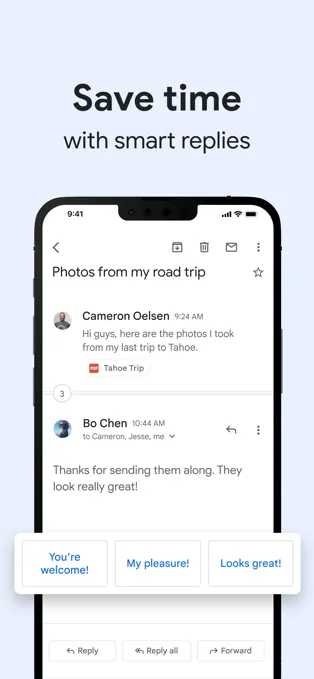 Save time
with smart replies
9:41
Photos from my road trip
Cameron Oelsen 9:24 AM
Hi guys, here are the photos I took
from my last trip to Tahoe.
PDF Tahoe Trip
3
Bo Chen 10:44 AM
to Cameron, Jesse, me
Thanks for sending them along. They
look really great!
You're
welcome!
My pleasure!
Looks great!
Reply
Reply all
Forward